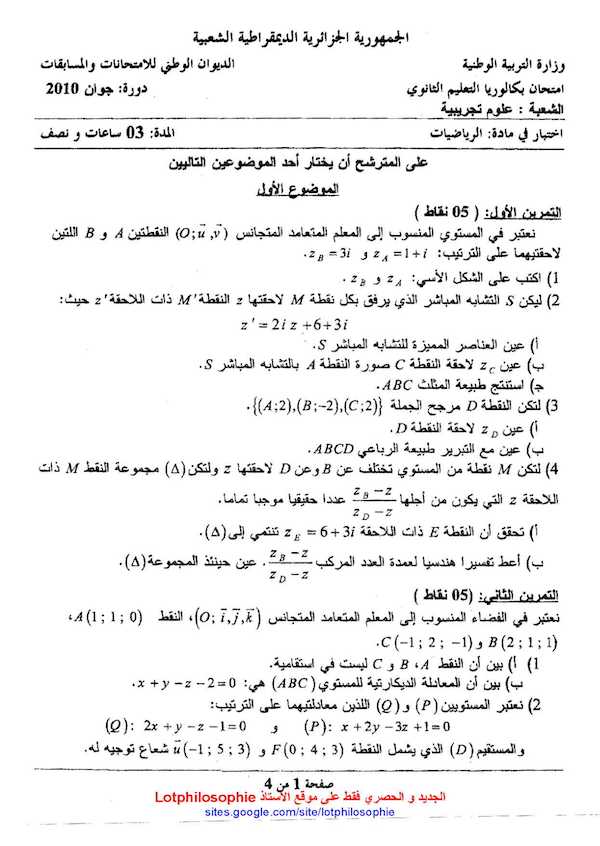 الجمهورية الجزائرية الديمقراطية الشعبية
وزارة التربية الوطنية الديوان الوطني للامتحانات والمسابقات
امتحان بكالوريا التعليم الثانوي دورة: جوان 2010
الشعبة : علوم تجريبية
اختبار في مادة: الرياضيات المدة: 03 ساعات و نصف
على المترشح أن يختار أحد الموضوعين التاليين
الموضوع الأول
التمرين الأول: ( 05 نقاط )
نعتبر في المستوي المنسوب إلى المعلم المتعامد المتجانس (O; u⃗, v⃗) النقطتين A و B اللتين
لاحقتيهما على الترتيب: z_A = 1+i و z_B = 3i.
1) اكتب على الشكل الأسي: z_A و z_B.
2) ليكن S التشابه المباشر الذي يرفق بكل نقطة M لاحقتها z النقطة M' ذات اللاحقة z' حيث:
z' = 2i z + 6 + 3i
أ) عين العناصر المميزة للتشابه المباشر S.
ب) عين z_C لاحقة النقطة C صورة النقطة A بالتشابه المباشر S.
ج) استنتج طبيعة المثلث ABC.
3) لتكن النقطة D مرجح الجملة {(A;2),(B;−2),(C;2)}.
أ) عين z_D لاحقة النقطة D.
ب) عين مع التبرير طبيعة الرباعي ABCD.
4) لتكن M نقطة من المستوي تختلف عن B وعن D لاحقتها z ولتكن (Δ) مجموعة النقط M ذات
اللاحقة z التي يكون من أجلها (z_B − z)/(z_D − z) عددا حقيقيا موجبا تماما.
أ) تحقق أن النقطة E ذات اللاحقة z_E = 6+3i تنتمي إلى (Δ).
ب) أعط تفسيرا هندسيا لعمدة العدد المركب (z_B − z)/(z_D − z). عين حينئذ المجموعة (Δ).
التمرين الثاني: (05 نقاط )
نعتبر في الفضاء المنسوب إلى المعلم المتعامد المتجانس (O; i⃗, j⃗, k⃗)، النقط A(1 ; 1 ; 0)،
B(2 ; 1 ; 1) و C(−1 ; 2 ; −1).
1) أ) بين أن النقط A، B و C ليست في استقامية.
ب) بين أن المعادلة الديكارتية للمستوي (ABC) هي: x + y − z − 2 = 0.
2) نعتبر المستويين (P) و (Q) اللذين معادلتيهما على الترتيب:
(P): x + 2y − 3z + 1 = 0 و (Q): 2x + y − z − 1 = 0
والمستقيم (D) الذي يشمل النقطة F(0 ; 4 ; 3) و u⃗(−1 ; 5 ; 3) شعاع توجيه له.
صفحة 1 من 4
الجديد و الحصري فقط على موقع الأستاذ Lotphilosophie
sites.google.com/site/lotphilosophie